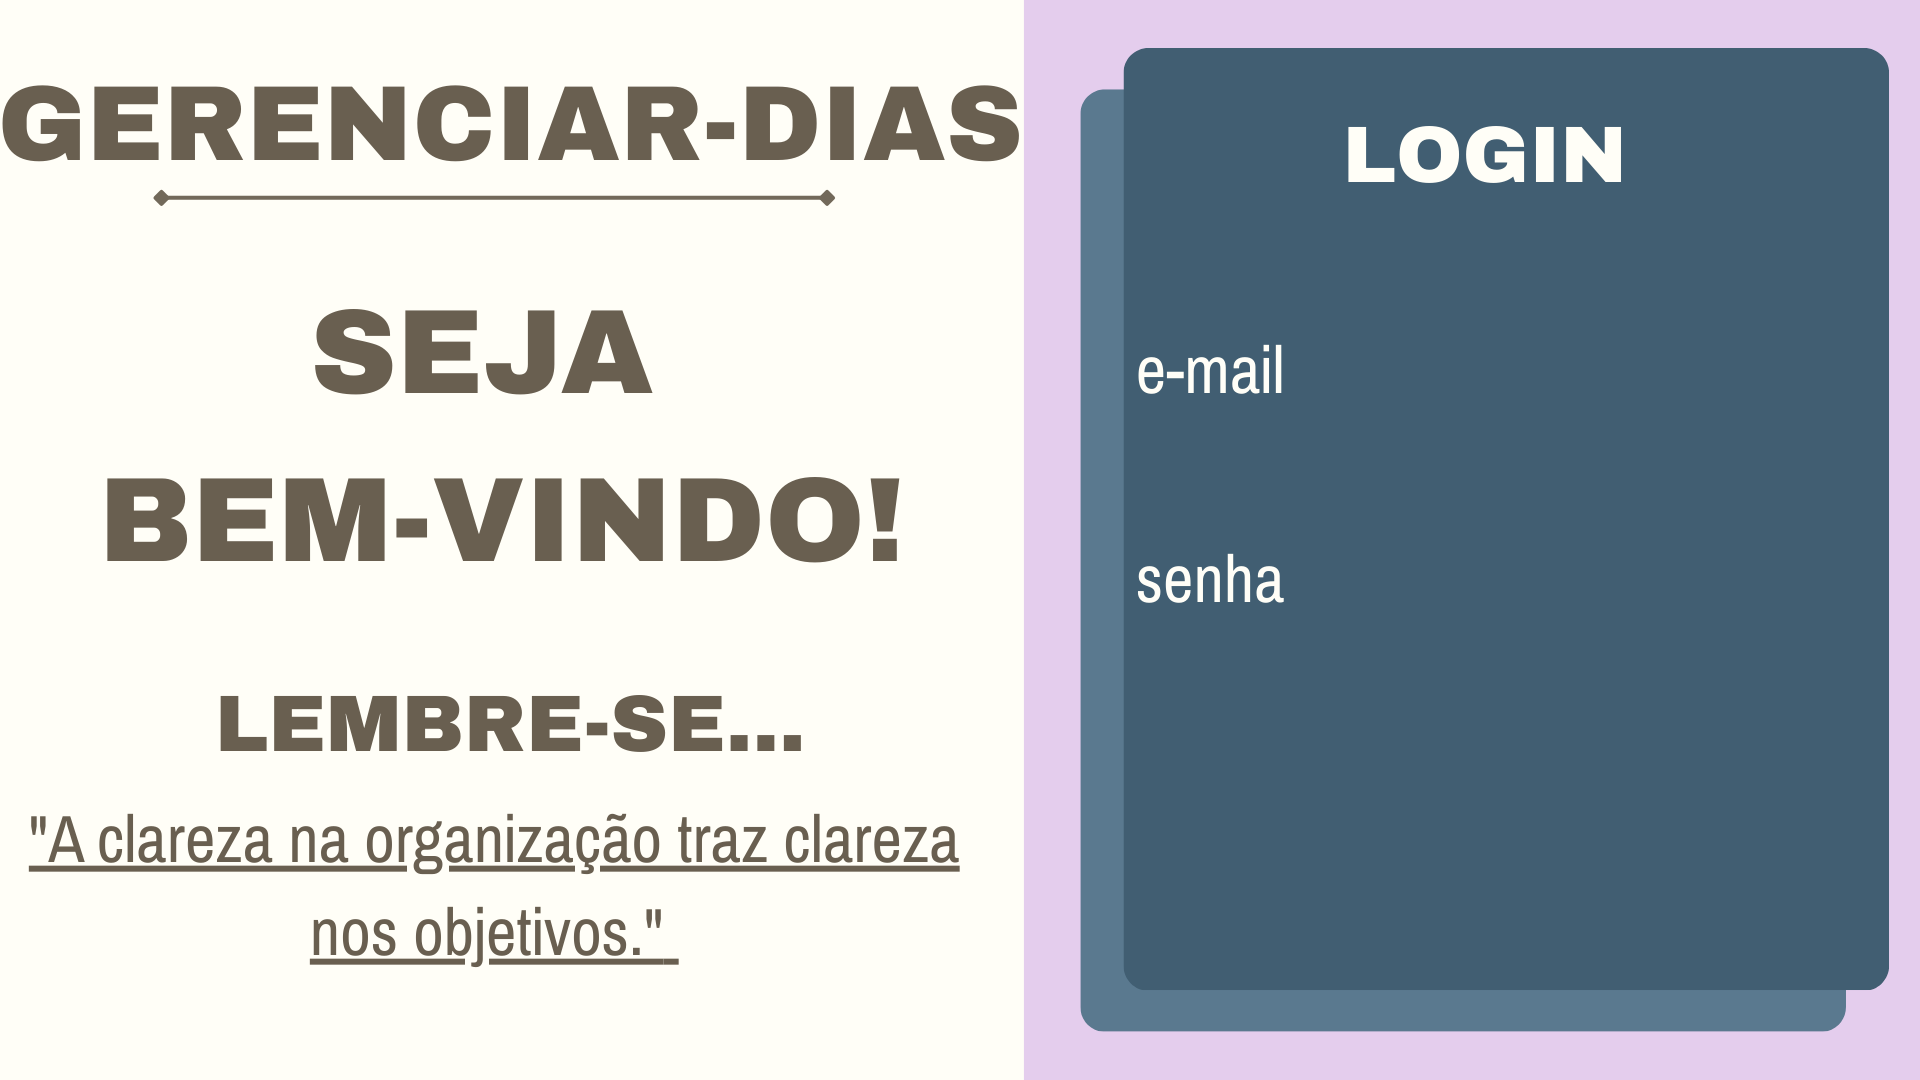 GERENCIAR-DIAS
SEJA
BEM-VINDO!
LEMBRE-SE...
"A clareza na organização traz clareza
nos objetivos."
LOGIN
e-mail
senha